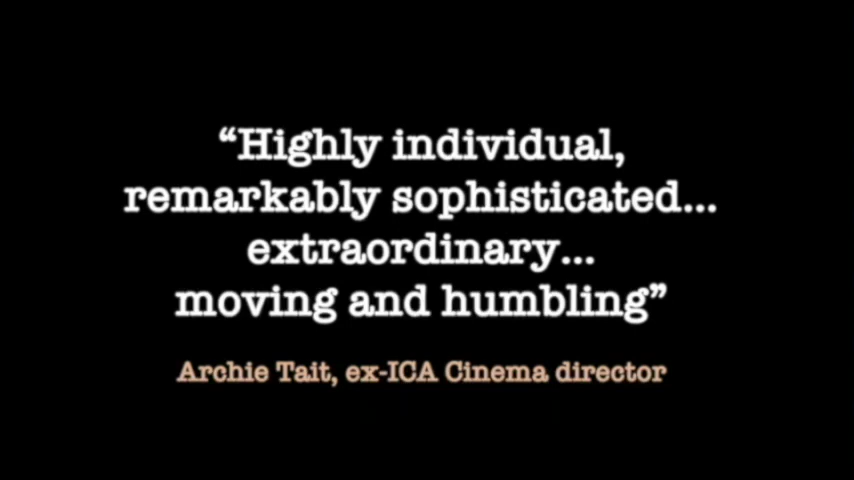 “Highly individual,
remarkably sophisticated...
extraordinary...
moving and humbling”
Archie Tait, ex-ICA Cinema director